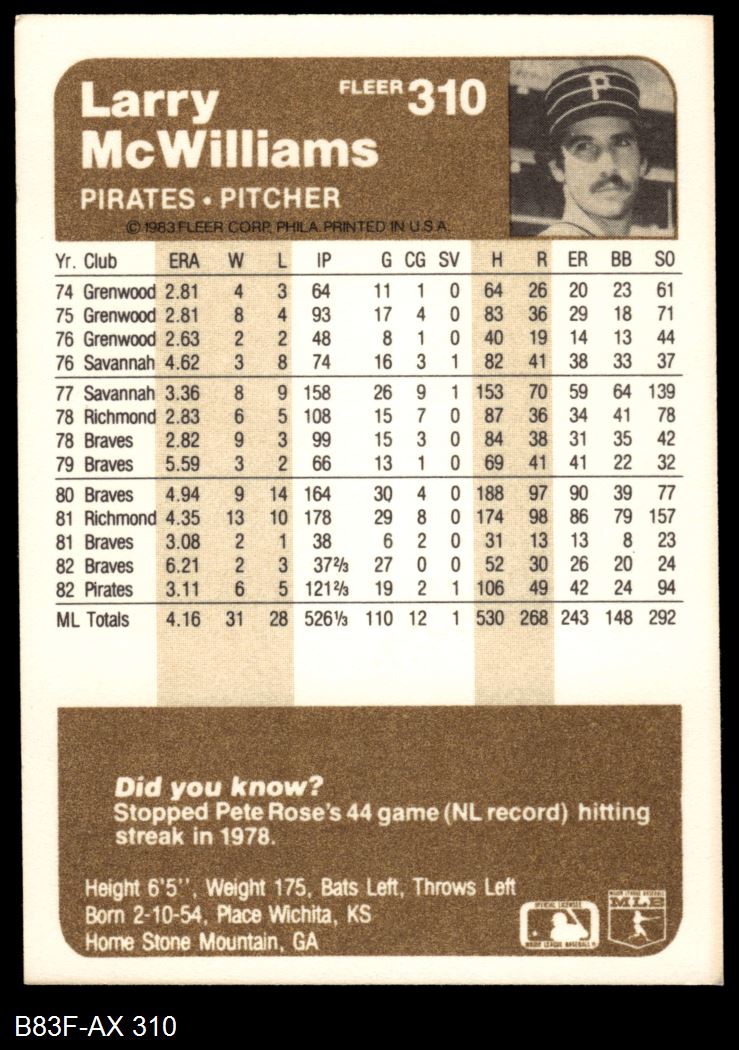 Larry
McWilliams
FLEER 310
PIRATES • PITCHER
P
© 1983 FLEER CORP. PHILA. PRINTED IN U.S.A.
Yr. Club ERA W L IP G CG SV H R ER BB SO
74 Grenwood 2.81 4 3 64 11 1 0 64 26 20 23 61
75 Grenwood 2.81 8 4 93 17 4 0 83 36 29 18 71
76 Grenwood 2.63 2 2 48 8 1 0 40 19 14 13 44
76 Savannah 4.62 3 8 74 16 3 1 82 41 38 33 37
77 Savannah 3.36 8 9 158 26 9 1 153 70 59 64 139
78 Richmond 2.83 6 5 108 15 7 0 87 36 34 41 78
78 Braves 2.82 9 3 99 15 3 0 84 38 31 35 42
79 Braves 5.59 3 2 66 13 1 0 69 41 41 22 32
80 Braves 4.94 9 14 164 30 4 0 188 97 90 39 77
81 Richmond 4.35 13 10 178 29 8 0 174 98 86 79 157
81 Braves 3.08 2 1 38 6 2 0 31 13 13 8 23
82 Braves 6.21 2 3 37⅔ 27 0 0 52 30 26 20 24
82 Pirates 3.11 6 5 121⅔ 19 2 1 106 49 42 24 94
ML Totals 4.16 31 28 526⅓ 110 12 1 530 268 243 148 292
Did you know?
Stopped Pete Rose's 44 game (NL record) hitting
streak in 1978.
Height 6'5'', Weight 175, Bats Left, Throws Left
Born 2-10-54, Place Wichita, KS
Home Stone Mountain, GA
OFFICIAL LICENSEE
MAJOR LEAGUE BASEBALL
MAJOR LEAGUE BASEBALL
MLB
B83F-AX 310